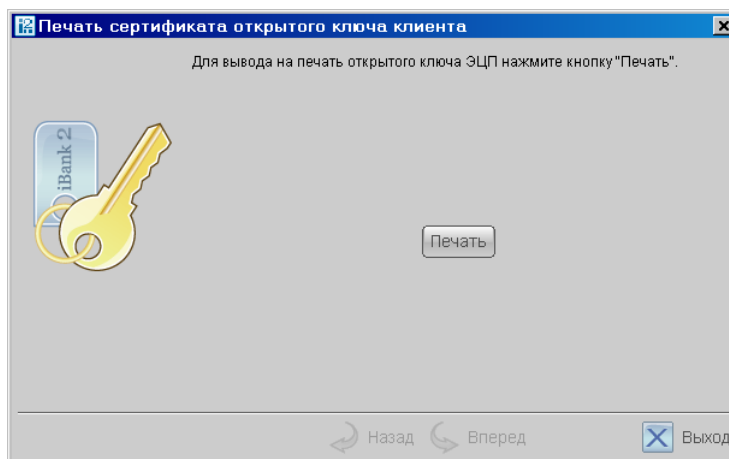 Печать сертификата открытого ключа клиента
Для вывода на печать открытого ключа ЭЦП нажмите кнопку "Печать".
iBank 2
Печать
Назад Вперед Выход